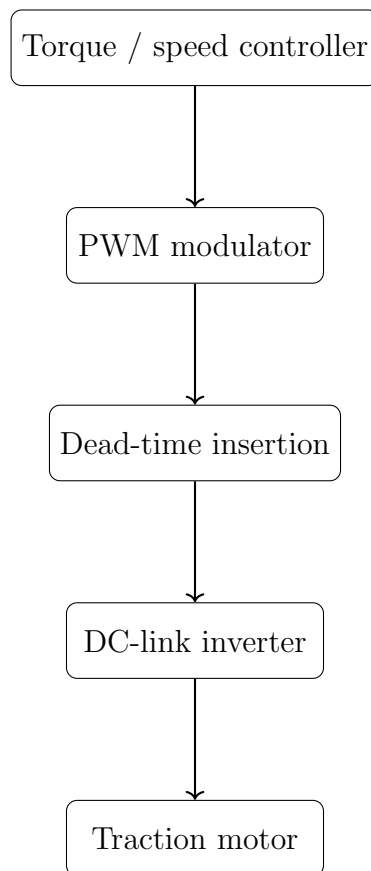 Torque / speed controller
PWM modulator
Dead-time insertion
DC-link inverter
Traction motor